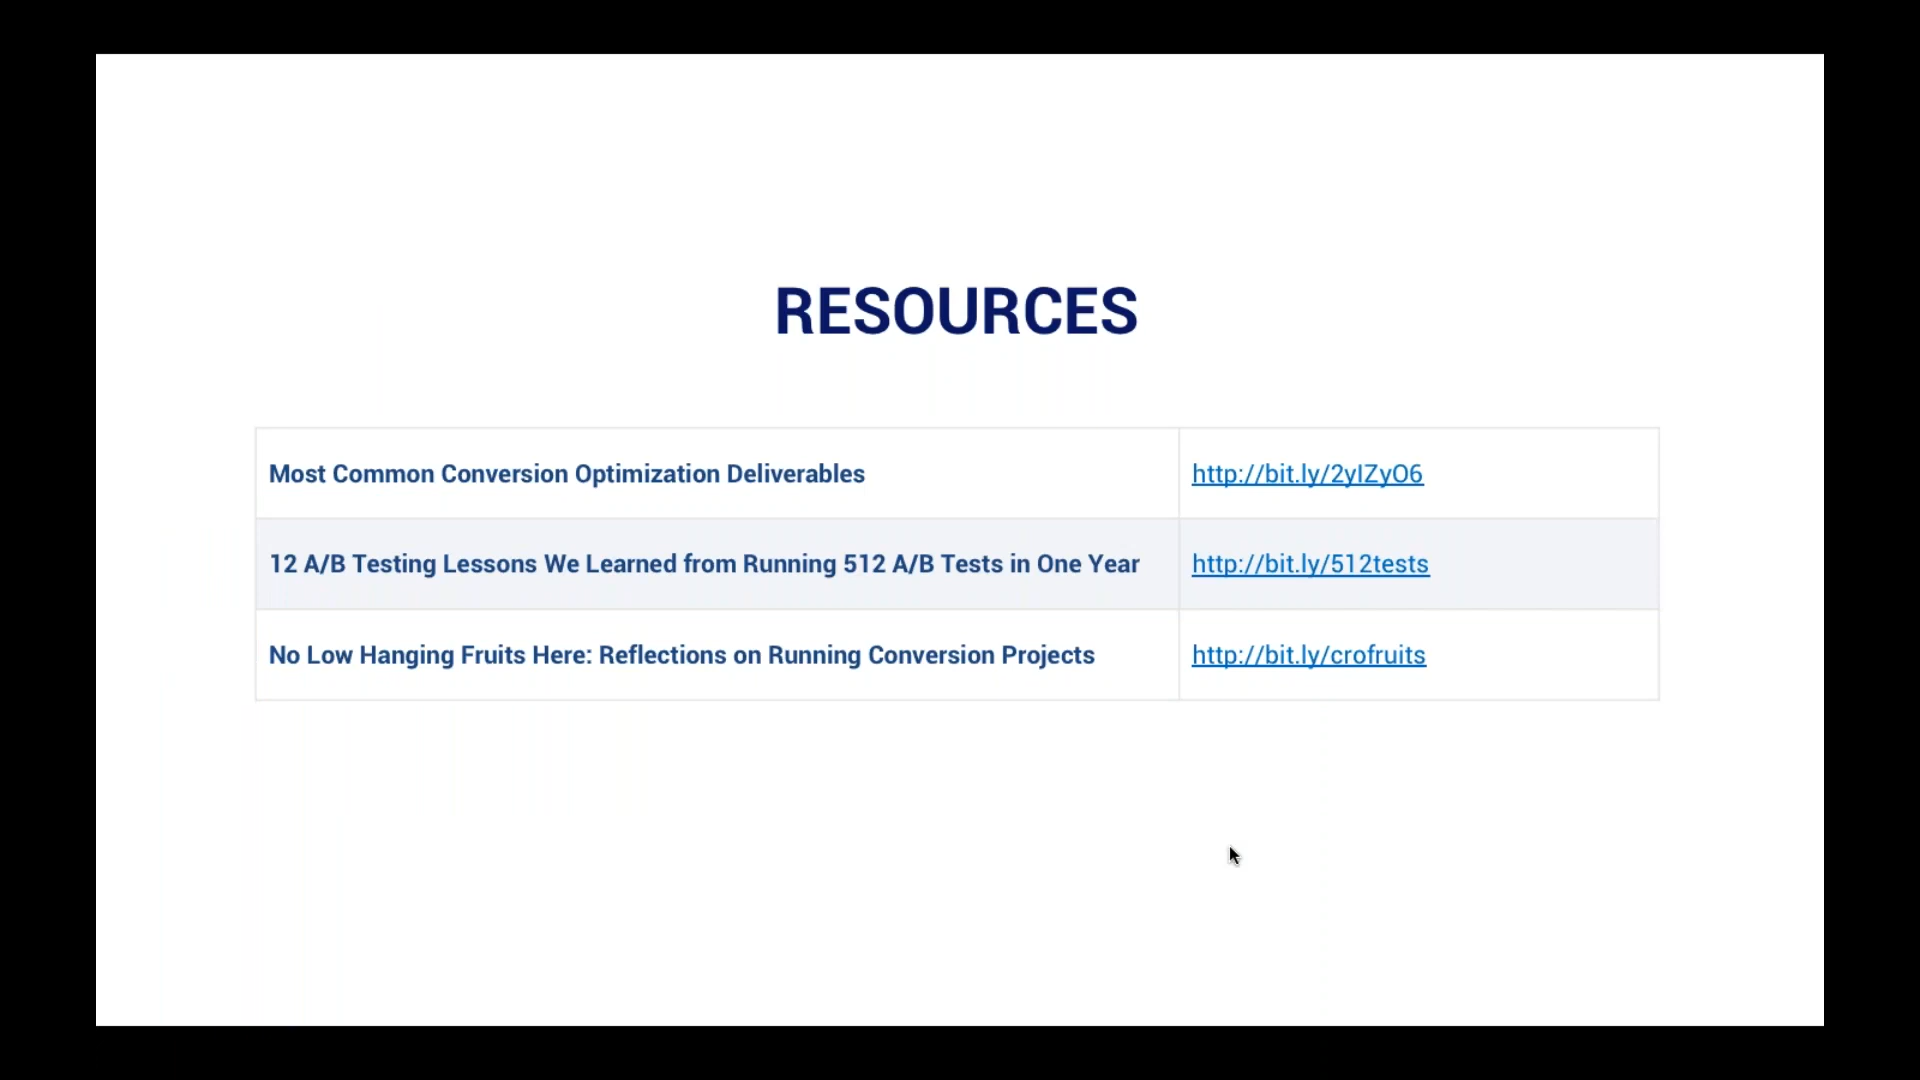 RESOURCES
Most Common Conversion Optimization Deliverables http://bit.ly/2yIZyO6
12 A/B Testing Lessons We Learned from Running 512 A/B Tests in One Year http://bit.ly/512tests
No Low Hanging Fruits Here: Reflections on Running Conversion Projects http://bit.ly/crofruits